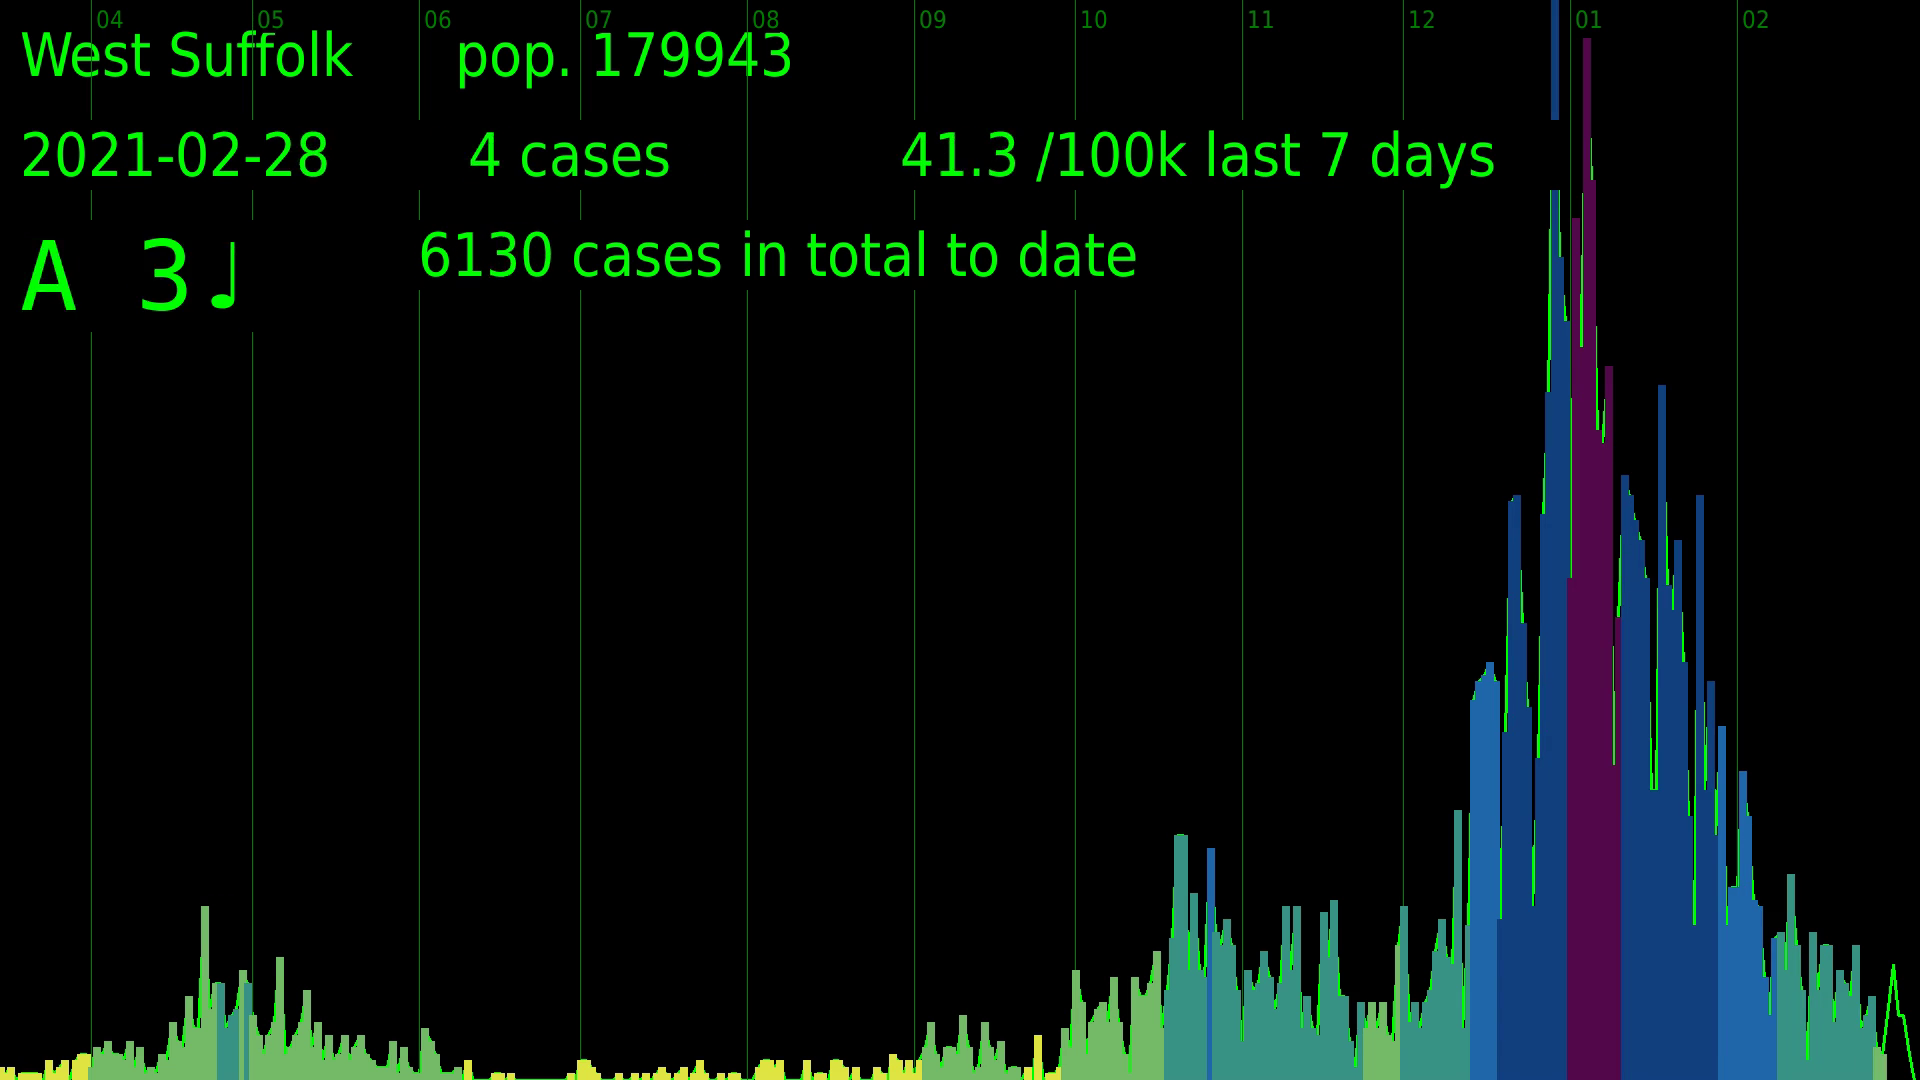 04 05 06 07 08 09 10 11 12 01 02
West Suffolk pop. 179943
2021-02-28 4 cases 41.3 /100k last 7 days
A 3♩ 6130 cases in total to date